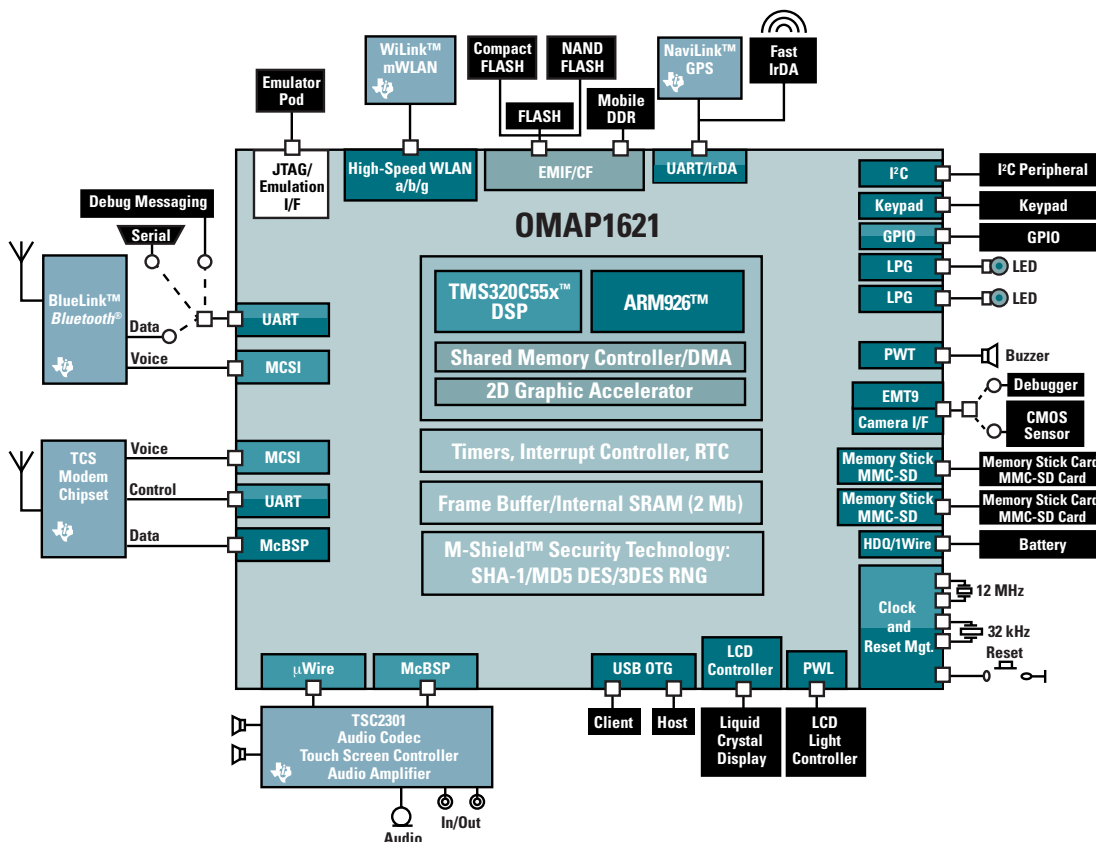 WiLink™
mWLAN
Compact
FLASH
NAND
FLASH
NaviLink™
GPS
Fast
IrDA
Emulator
Pod
FLASH
Mobile
DDR
JTAG/
Emulation
I/F
High-Speed WLAN
a/b/g
EMIF/CF
UART/IrDA
OMAP1621
I²C
I²C Peripheral
Keypad
Keypad
GPIO
GPIO
LPG
LED
LPG
LED
PWT
Buzzer
EMT9
Camera I/F
Debugger
CMOS
Sensor
Memory Stick
MMC-SD
Memory Stick Card
MMC-SD Card
Memory Stick
MMC-SD
Memory Stick Card
MMC-SD Card
HDQ/1Wire
Battery
Clock
and
Reset Mgt.
12 MHz
32 kHz
Reset
Debug Messaging
Serial
BlueLink™
Bluetooth®
Data
Voice
UART
MCSI
TCS
Modem
Chipset
Voice
Control
Data
MCSI
UART
McBSP
TMS320C55x™
DSP
ARM926™
Shared Memory Controller/DMA
2D Graphic Accelerator
Timers, Interrupt Controller, RTC
Frame Buffer/Internal SRAM (2 Mb)
M-Shield™ Security Technology:
SHA-1/MD5 DES/3DES RNG
µWire
McBSP
USB OTG
LCD
Controller
PWL
TSC2301
Audio Codec
Touch Screen Controller
Audio Amplifier
Client
Host
Liquid
Crystal
Display
LCD
Light
Controller
In/Out
Audio